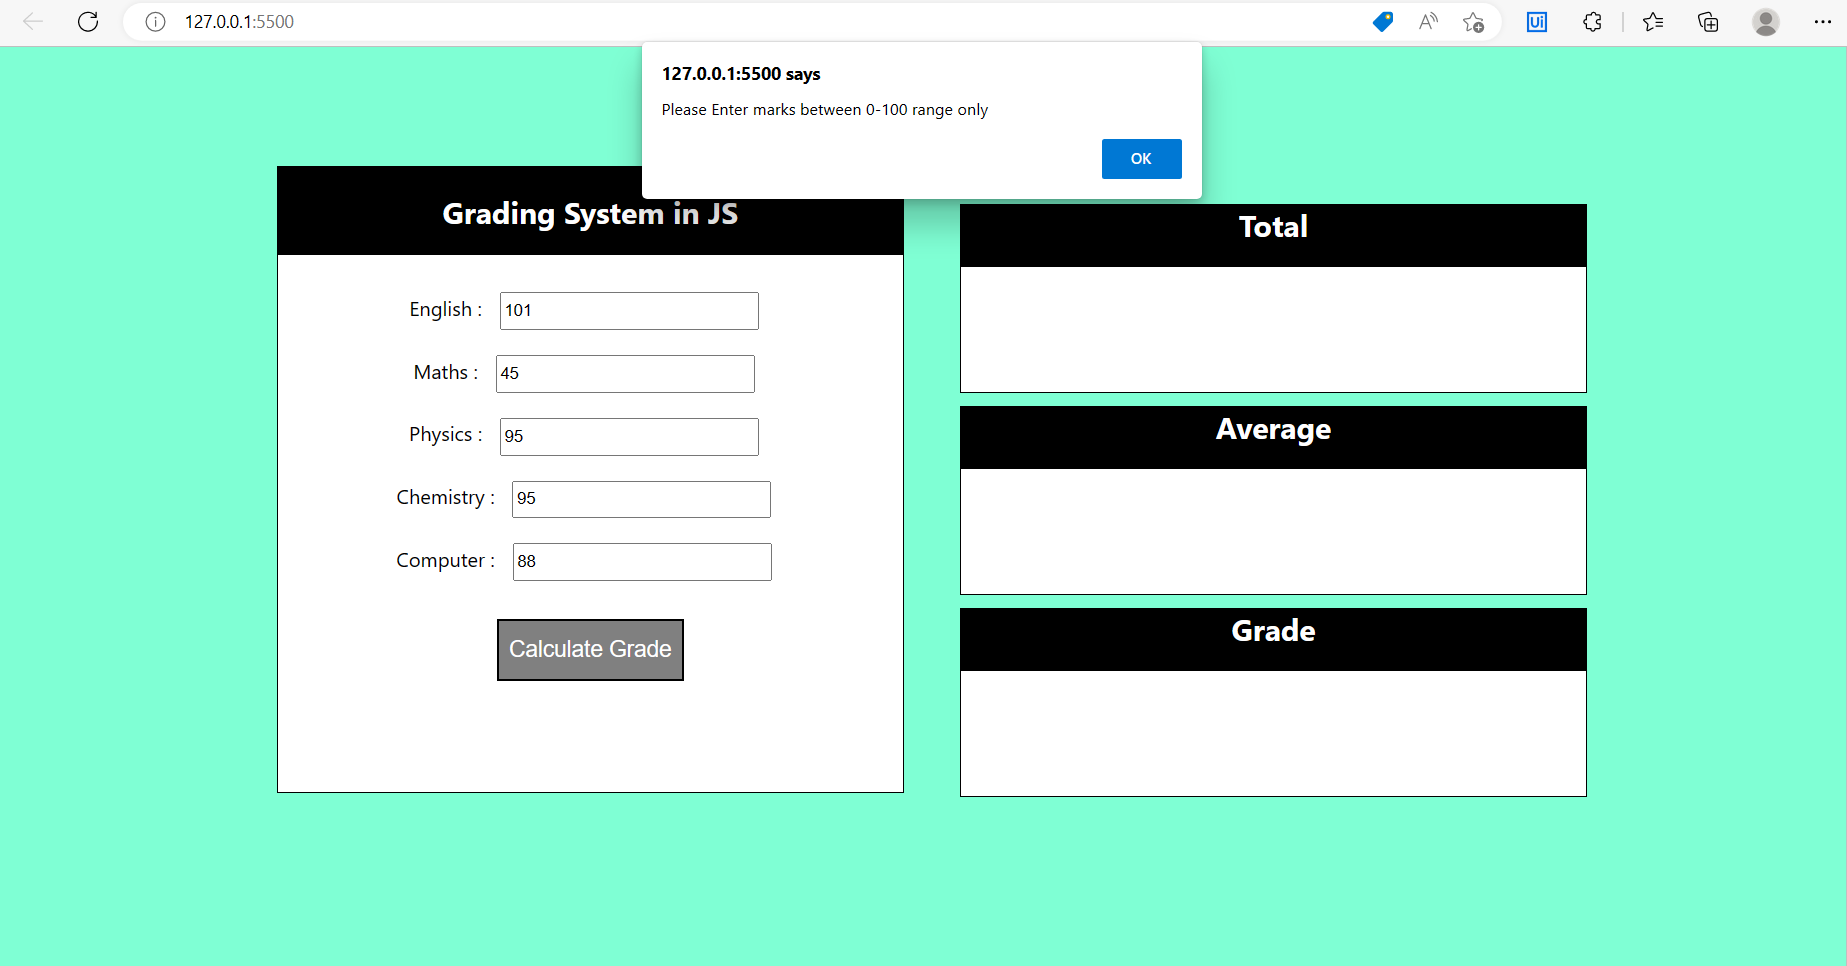 127.0.0.1:5500
Ui
127.0.0.1:5500 says
Please Enter marks between 0-100 range only
OK
Grading System in JS
English : 101
Maths : 45
Physics : 95
Chemistry : 95
Computer : 88
Calculate Grade
Total
Average
Grade